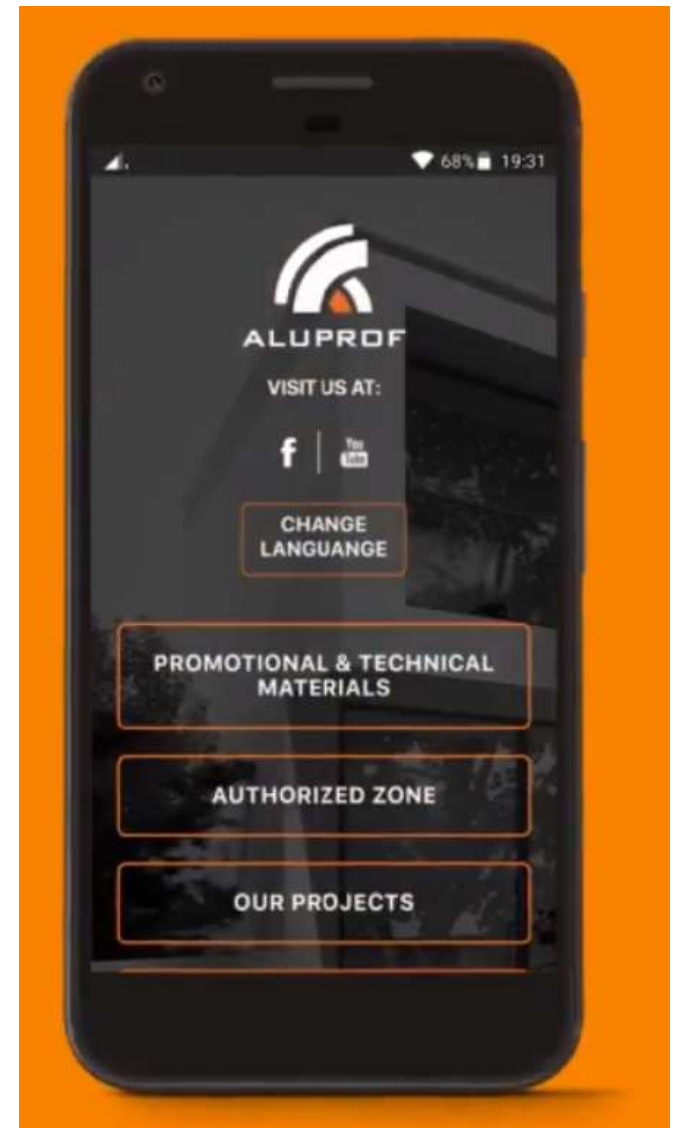 68% 19:31
ALUPROF
VISIT US AT:
f You Tube
CHANGE
LANGUANGE
PROMOTIONAL & TECHNICAL
MATERIALS
AUTHORIZED ZONE
OUR PROJECTS